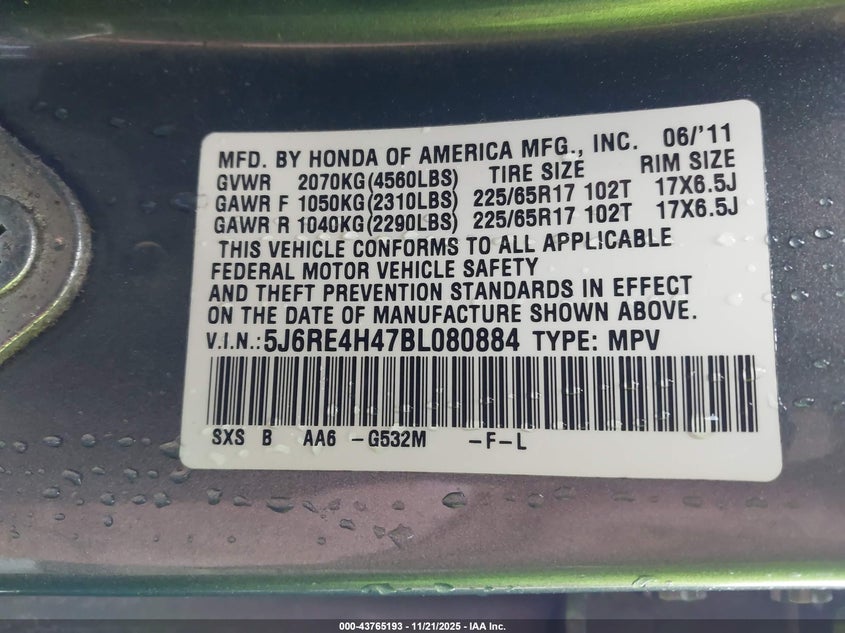 MFD. BY HONDA OF AMERICA MFG., INC. 06/'11
GVWR 2070KG(4560LBS) TIRE SIZE RIM SIZE
GAWR F 1050KG(2310LBS) 225/65R17 102T 17X6.5J
GAWR R 1040KG(2290LBS) 225/65R17 102T 17X6.5J
THIS VEHICLE CONFORMS TO ALL APPLICABLE
FEDERAL MOTOR VEHICLE SAFETY
AND THEFT PREVENTION STANDARDS IN EFFECT
ON THE DATE OF MANUFACTURE SHOWN ABOVE.
V.I.N.: 5J6RE4H47BL080884 TYPE: MPV
SXS B AA6 -G532M -F-L
000-43765193 - 11/21/2025 - IAA Inc.